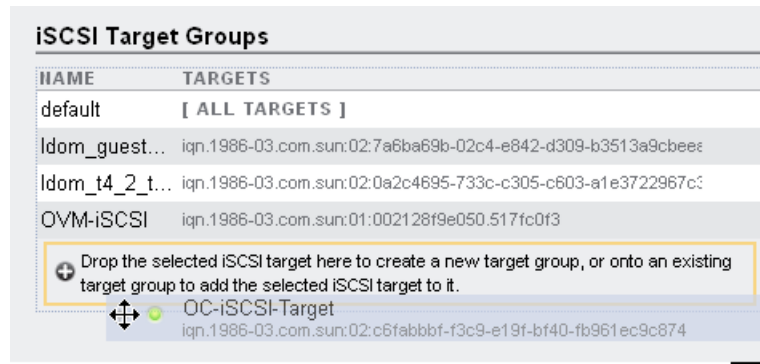 iSCSI Target Groups
NAME TARGETS
default [ ALL TARGETS ]
ldom_guest... iqn.1986-03.com.sun:02:7a6ba69b-02c4-e842-d309-b3513a9cbeee
ldom_t4_2_t... iqn.1986-03.com.sun:02:0a2c4695-733c-c305-c603-a1e3722967c3
OVM-iSCSI iqn.1986-03.com.sun:01:002128f9e050.517fc0f3
Drop the selected iSCSI target here to create a new target group, or onto an existing
target group to add the selected iSCSI target to it.
OC-iSCSI-Target
iqn.1986-03.com.sun:02:c6fabbbf-f3c9-e19f-bf40-fb961ec9c874